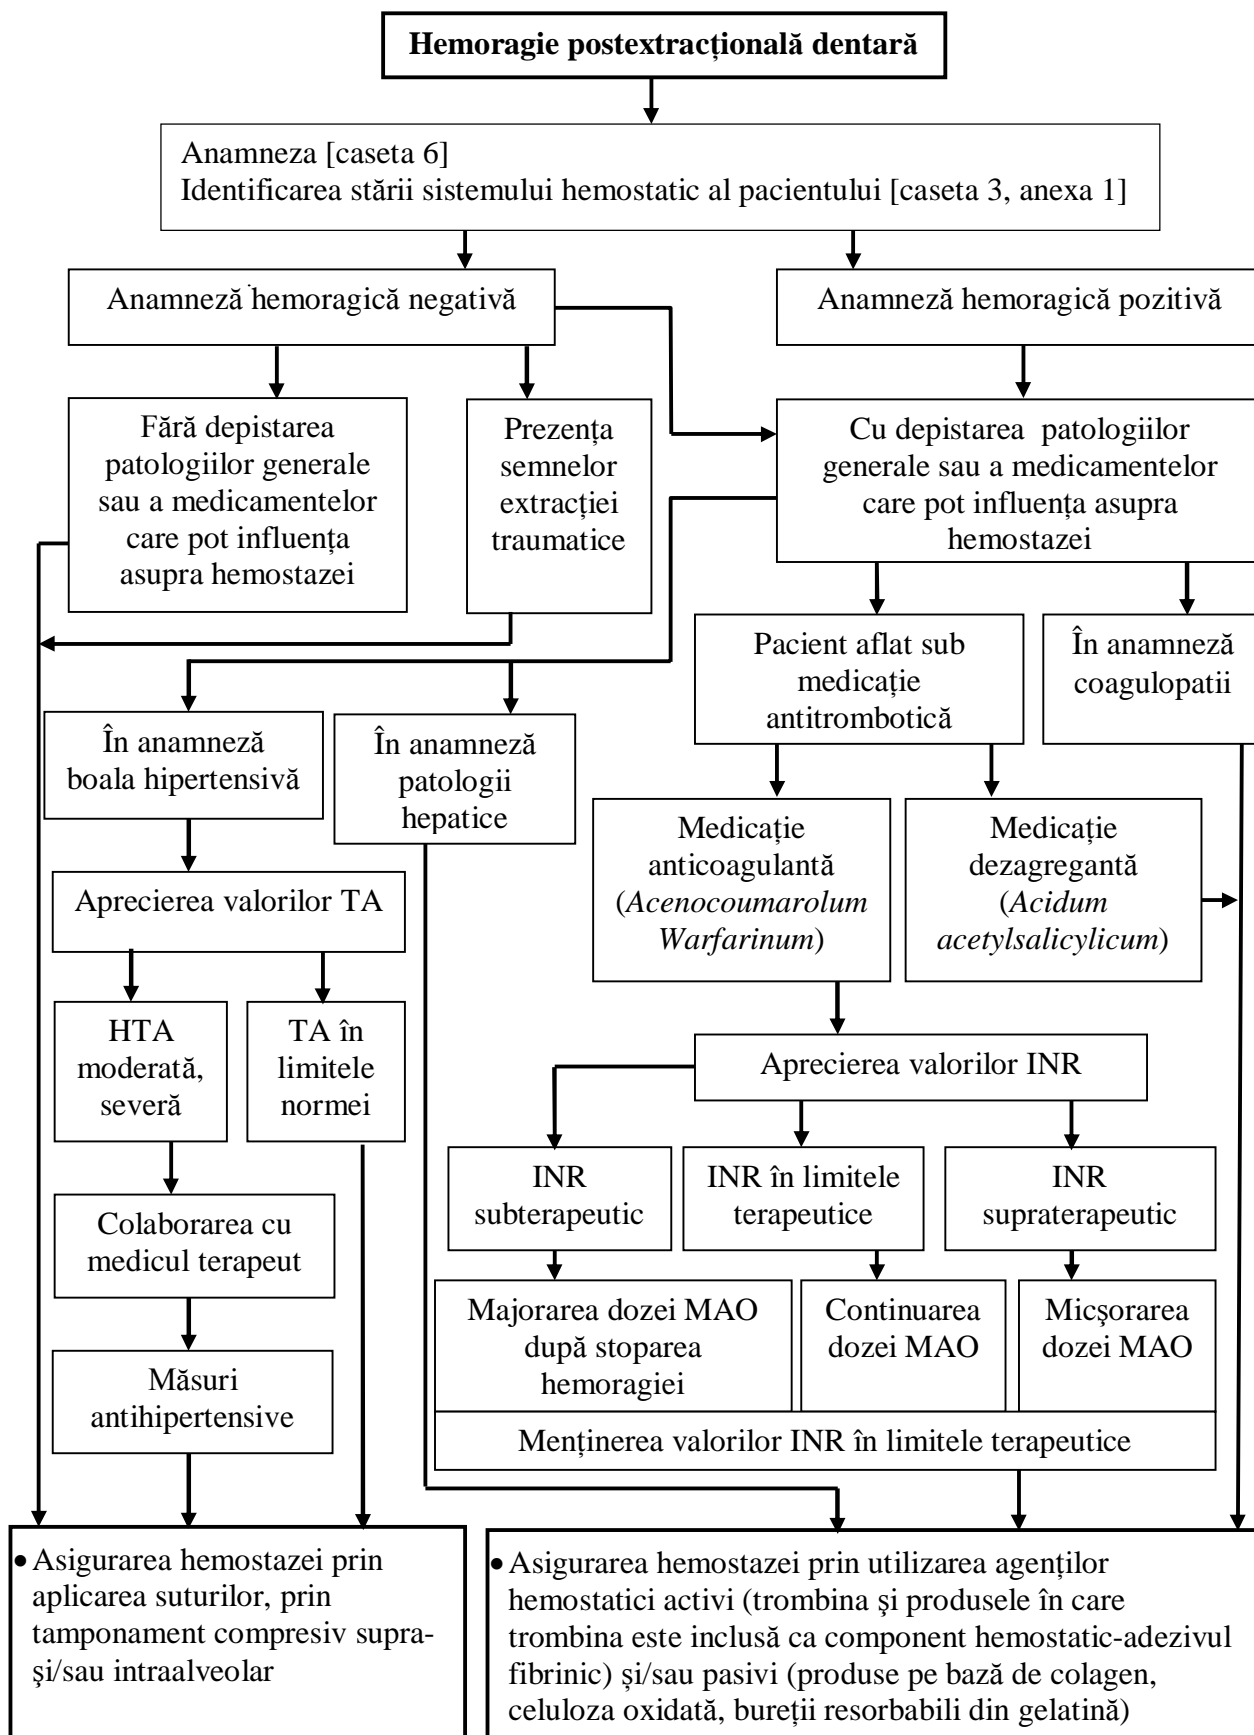 Hemoragie postextracțională dentară
Anamneza [caseta 6]
Identificarea stării sistemului hemostatic al pacientului [caseta 3, anexa 1]
Anamneză hemoragică negativă
Anamneză hemoragică pozitivă
Fără depistarea
patologiilor generale
sau a medicamentelor
care pot influența
asupra hemostazei
Prezența
semnelor
extracției
traumatice
Cu depistarea patologiilor
generale sau a medicamentelor
care pot influența asupra
hemostazei
Pacient aflat sub
medicație
antitrombotică
În anamneză
coagulopatii
În anamneză
boala hipertensivă
În anamneză
patologii
hepatice
Medicație
anticoagulantă
(Acenocoumarolum
Warfarinum)
Medicație
dezagregantă
(Acidum
acetylsalicylicum)
Aprecierea valorilor TA
HTA
moderată,
severă
TA în
limitele
normei
Aprecierea valorilor INR
INR
subterapeutic
INR în limitele
terapeutice
INR
supraterapeutic
Colaborarea cu
medicul terapeut
Majorarea dozei MAO
după stoparea
hemoragiei
Continuarea
dozei MAO
Micşorarea
dozei MAO
Măsuri
antihipertensive
Menținerea valorilor INR în limitele terapeutice
• Asigurarea hemostazei prin
aplicarea suturilor, prin
tamponament compresiv supra-
şi/sau intraalveolar
• Asigurarea hemostazei prin utilizarea agenților
hemostatici activi (trombina şi produsele în care
trombina este inclusă ca component hemostatic-adezivul
fibrinic) și/sau pasivi (produse pe bază de colagen,
celuloza oxidată, bureții resorbabili din gelatină)